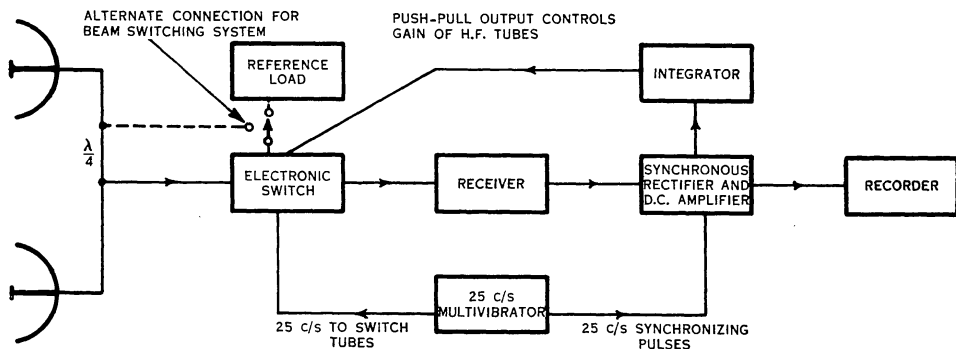 ALTERNATE CONNECTION FOR
BEAM SWITCHING SYSTEM
PUSH-PULL OUTPUT CONTROLS
GAIN OF H.F. TUBES
REFERENCE
LOAD
INTEGRATOR
λ/4
ELECTRONIC
SWITCH
RECEIVER
SYNCHRONOUS
RECTIFIER AND
D.C. AMPLIFIER
RECORDER
25 C/S
MULTIVIBRATOR
25 C/S TO SWITCH
TUBES
25 C/S SYNCHRONIZING
PULSES